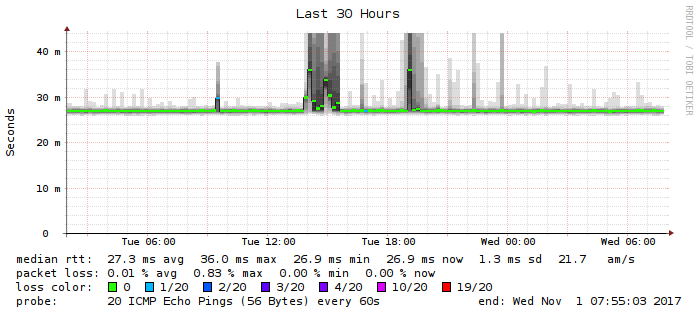 Last 30 Hours
RRDTOOL / TOBI OETIKER
Seconds
40 m
30 m
20 m
10 m
0
Tue 06:00 Tue 12:00 Tue 18:00 Wed 00:00 Wed 06:00
median rtt: 27.3 ms avg 36.0 ms max 26.9 ms min 26.9 ms now 1.3 ms sd 21.7 am/s
packet loss: 0.01 % avg 0.83 % max 0.00 % min 0.00 % now
loss color: 0 1/20 2/20 3/20 4/20 10/20 19/20
probe: 20 ICMP Echo Pings (56 Bytes) every 60s end: Wed Nov 1 07:55:03 2017